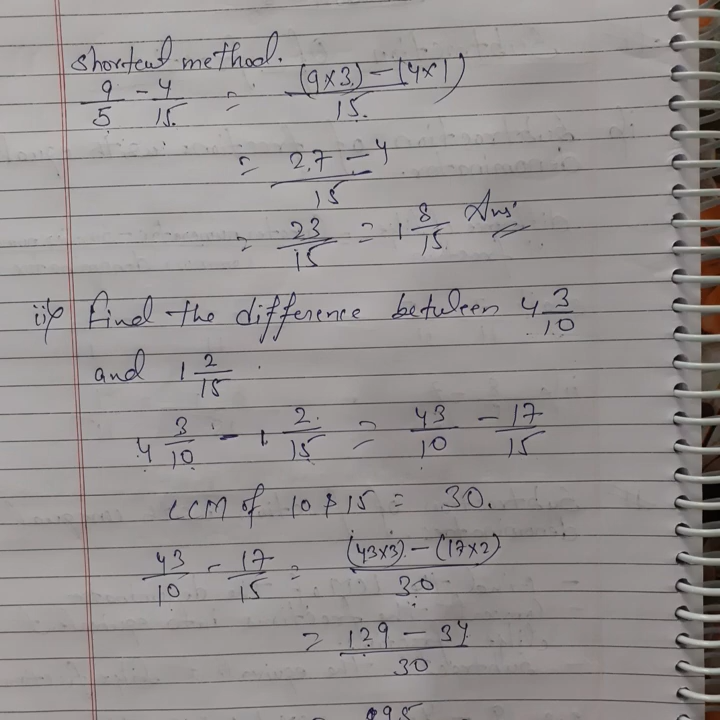 shortcut method.
9/5 - 4/15 = (9×3) - (4×1) / 15.
= 27 - 4 / 15
= 23/15 = 1 8/15 Ans.
ii) Find the difference between 4 3/10
and 1 2/15.
4 3/10 - 1 2/15 = 43/10 - 17/15
LCM of 10 & 15 = 30.
43/10 - 17/15 = (43×3) - (17×2) / 30
= 129 - 34 / 30